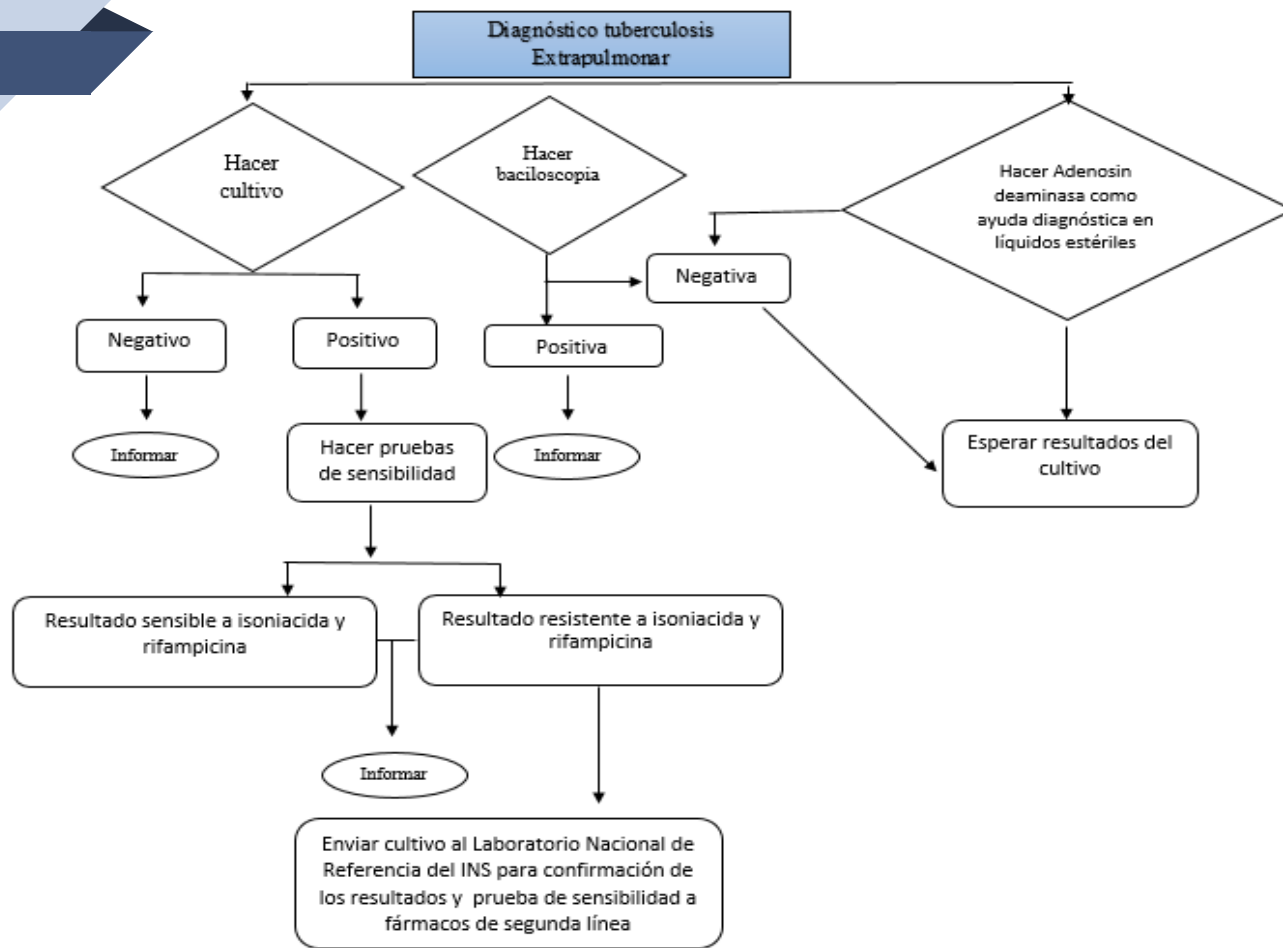 Diagnóstico tuberculosis
Extrapulmonar
Hacer
cultivo
Hacer
baciloscopia
Hacer Adenosin
deaminasa como
ayuda diagnóstica en
líquidos estériles
Negativa
Negativo
Positivo
Positiva
Informar
Hacer pruebas
de sensibilidad
Informar
Esperar resultados del
cultivo
Resultado sensible a isoniacida y
rifampicina
Resultado resistente a isoniacida y
rifampicina
Informar
Enviar cultivo al Laboratorio Nacional de
Referencia del INS para confirmación de
los resultados y prueba de sensibilidad a
fármacos de segunda línea